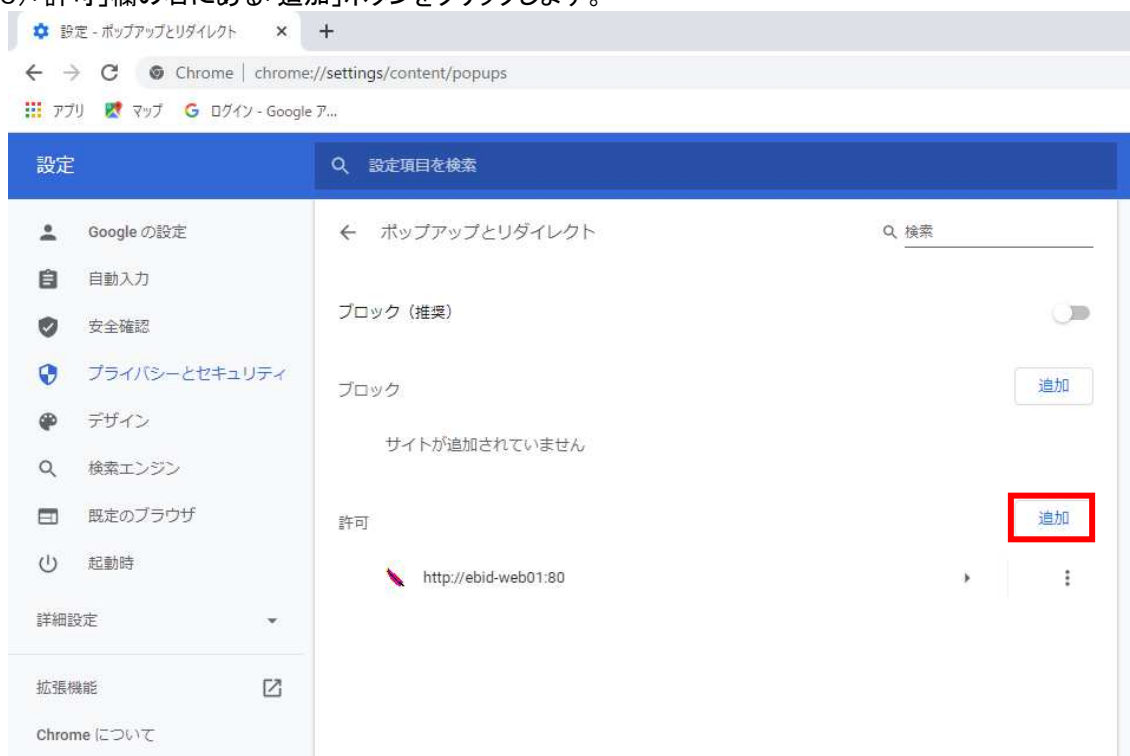 許可」欄の右にある「追加」ボタンをクリックします。
設定 - ポップアップとリダイレクト × +
Chrome | chrome://settings/content/popups
アプリ マップ G ログイン - Google ア...
設定
設定項目を検索
Google の設定
自動入力
安全確認
プライバシーとセキュリティ
デザイン
検索エンジン
既定のブラウザ
起動時
詳細設定
拡張機能
Chrome について
ポップアップとリダイレクト
検索
ブロック（推奨）
ブロック
追加
サイトが追加されていません
許可
追加
http://ebid-web01:80